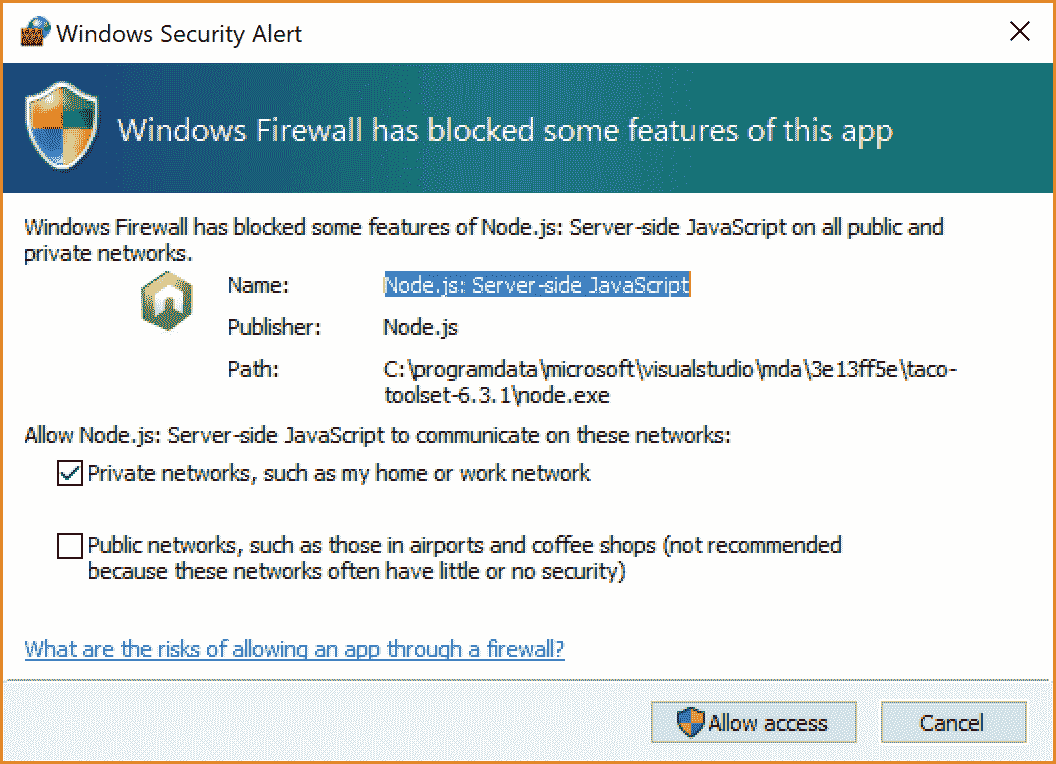 Windows Security Alert
Windows Firewall has blocked some features of this app
Windows Firewall has blocked some features of Node.js: Server-side JavaScript on all public and
private networks.
Name: Node.js: Server-side JavaScript
Publisher: Node.js
Path: C:\programdata\microsoft\visualstudio\mda\3e13ff5e\taco-
toolset-6.3.1\node.exe
Allow Node.js: Server-side JavaScript to communicate on these networks:
Private networks, such as my home or work network
Public networks, such as those in airports and coffee shops (not recommended
because these networks often have little or no security)
What are the risks of allowing an app through a firewall?
Allow access Cancel